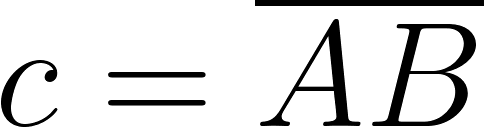 c = \overline{AB}